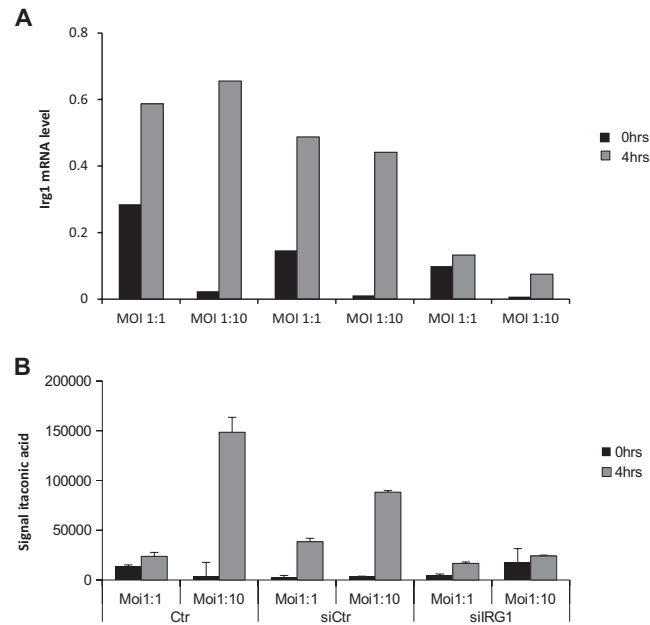 A
0.8
0.6
0.4
0.2
0
Irg1 mRNA level
0hrs
4hrs
MOI 1:1 MOI 1:10 MOI 1:1 MOI 1:10 MOI 1:1 MOI 1:10
B
200000
150000
100000
50000
0
Signal itaconic acid
0hrs
4hrs
Moi1:1 Moi1:10 Moi1:1 Moi1:10 Moi1:1 Moi1:10
Ctr siCtr siIRG1